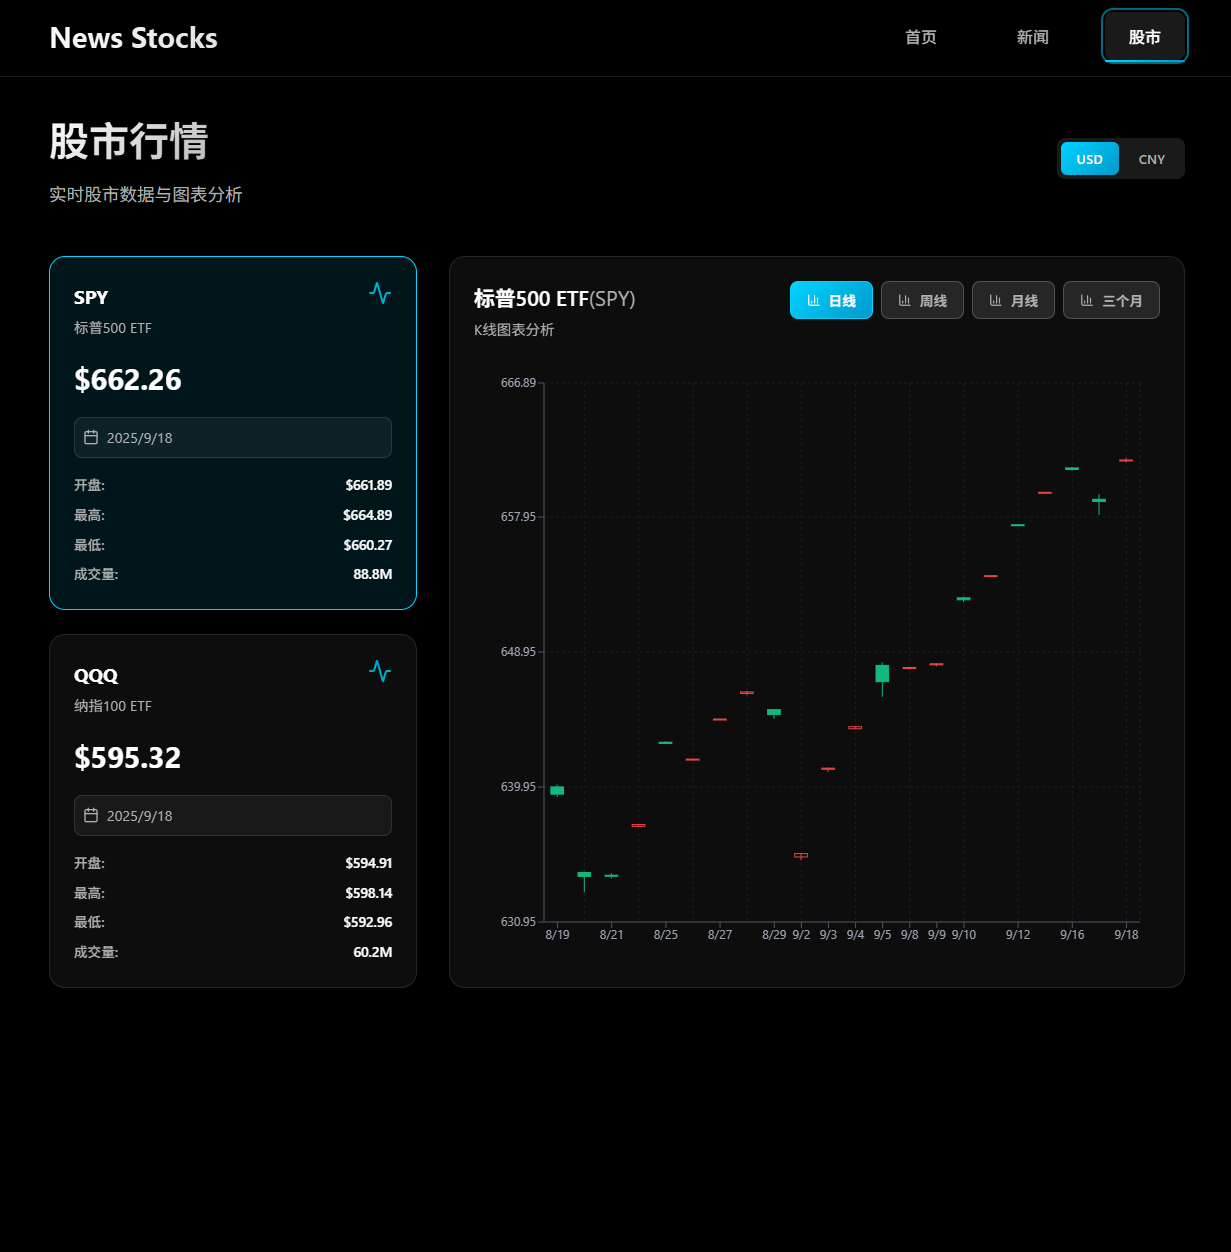 News Stocks
首页
新闻
股市
股市行情
实时股市数据与图表分析
USD
CNY
SPY
标普500 ETF
$662.26
2025/9/18
开盘: $661.89
最高: $664.89
最低: $660.27
成交量: 88.8M
QQQ
纳指100 ETF
$595.32
2025/9/18
开盘: $594.91
最高: $598.14
最低: $592.96
成交量: 60.2M
标普500 ETF(SPY)
K线图表分析
日线
周线
月线
三个月
666.89
657.95
648.95
639.95
630.95
8/19 8/21 8/25 8/27 8/29 9/2 9/3 9/4 9/5 9/8 9/9 9/10 9/12 9/16 9/18